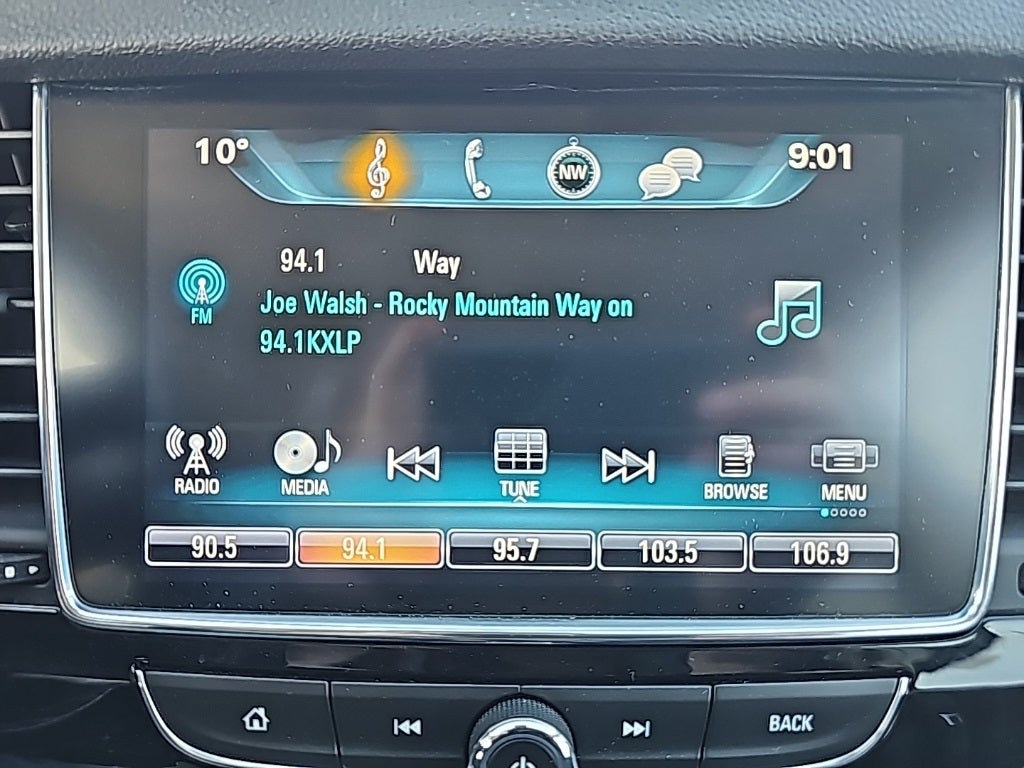 10°
NW
9:01
94.1 Way
FM
Joe Walsh - Rocky Mountain Way on
94.1KXLP
RADIO MEDIA TUNE BROWSE MENU
90.5 94.1 95.7 103.5 106.9
BACK